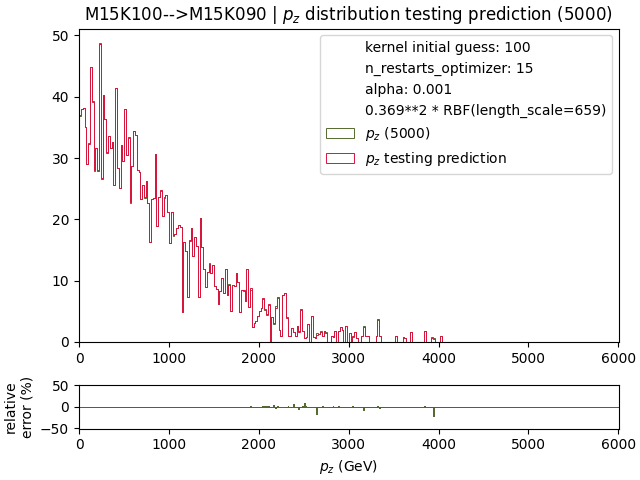 M15K100-->M15K090 | p_z distribution testing prediction (5000)
kernel initial guess: 100
n_restarts_optimizer: 15
alpha: 0.001
0.369**2 * RBF(length_scale=659)
p_z (5000)
p_z testing prediction
50
40
30
20
10
0
0 1000 2000 3000 4000 5000 6000
relative
error (%)
50
0
−50
0 1000 2000 3000 4000 5000 6000
p_z (GeV)